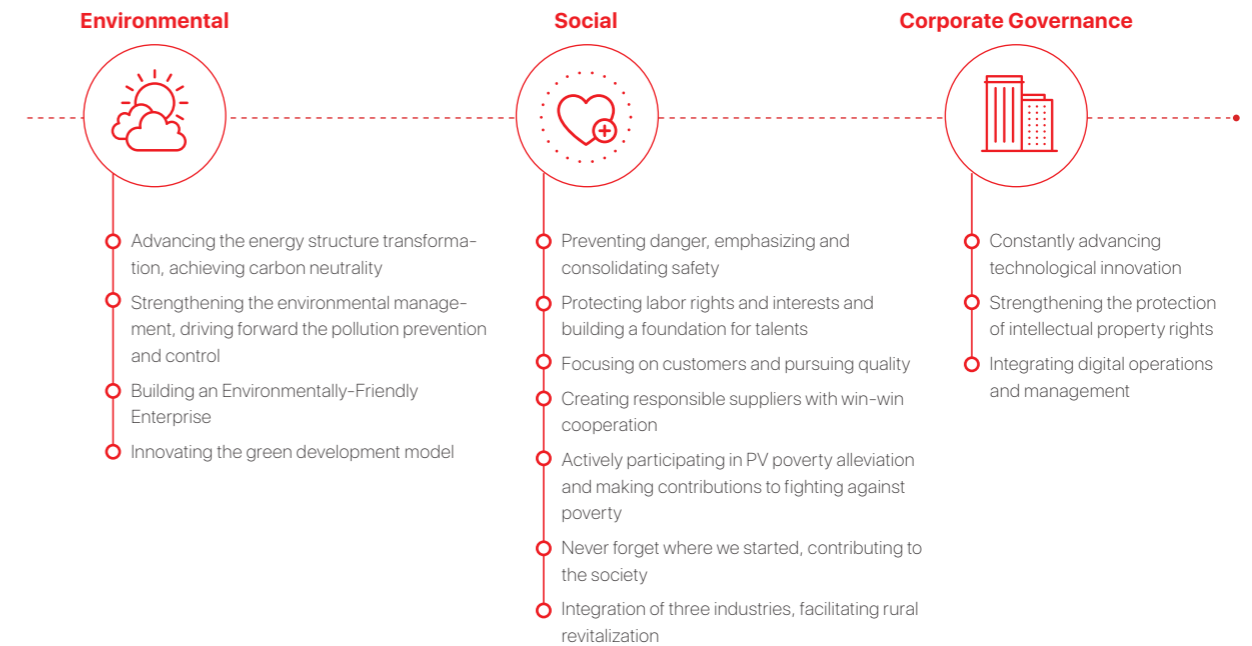 Environmental
Advancing the energy structure transforma-
tion, achieving carbon neutrality
Strengthening the environmental manage-
ment, driving forward the pollution prevention
and control
Building an Environmentally-Friendly
Enterprise
Innovating the green development model
Social
Preventing danger, emphasizing and
consolidating safety
Protecting labor rights and interests and
building a foundation for talents
Focusing on customers and pursuing quality
Creating responsible suppliers with win-win
cooperation
Actively participating in PV poverty alleviation
and making contributions to fighting against
poverty
Never forget where we started, contributing to
the society
Integration of three industries, facilitating rural
revitalization
Corporate Governance
Constantly advancing
technological innovation
Strengthening the protection
of intellectual property rights
Integrating digital operations
and management